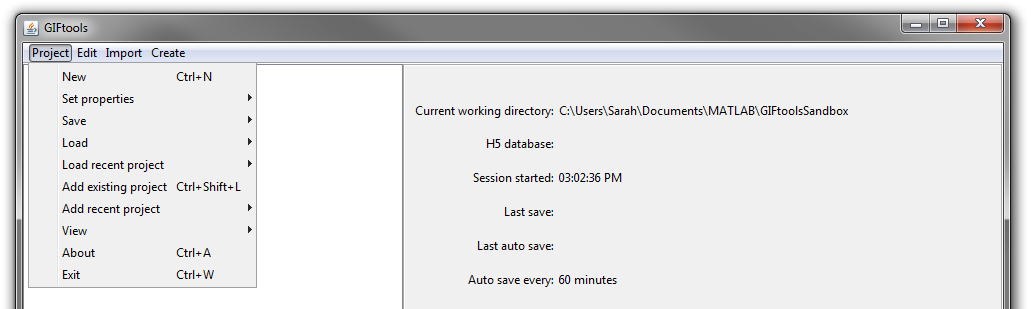 GIFtools
Project Edit Import Create
New Ctrl+N
Set properties
Save
Load
Load recent project
Add existing project Ctrl+Shift+L
Add recent project
View
About Ctrl+A
Exit Ctrl+W
Current working directory: C:\Users\Sarah\Documents\MATLAB\GIFtoolsSandbox
H5 database:
Session started: 03:02:36 PM
Last save:
Last auto save:
Auto save every: 60 minutes